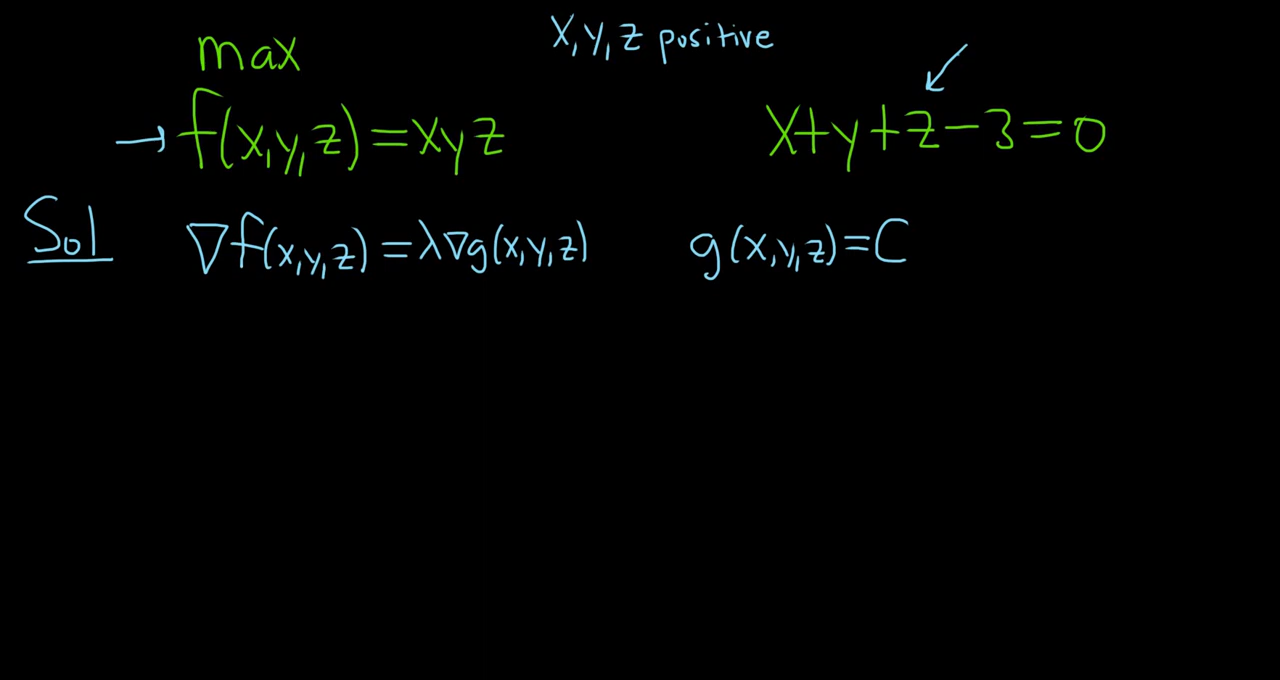 max
x, y, z positive
→ f(x,y,z) = xyz
x+y+z-3=0
Sol
∇f(x,y,z) = λ∇g(x,y,z)
g(x,y,z) = C